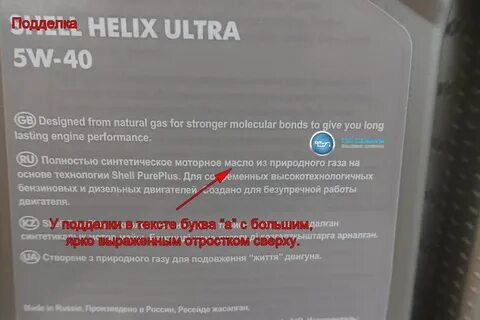 Подделка
SHELL HELIX ULTRA
5W-40
GB Designed from natural gas for stronger molecular bonds to give you long
lasting engine performance.
RU Полностью синтетическое моторное масло из природного газа на
основе технологии Shell PurePlus. Для современных высокотехнологичных
бензиновых и дизельных двигателей. Создано для безупречной работы
двигателя.
У подделки в тексте буква "а" с большим,
ярко выраженным отростком сверху.
KZ
UA Створене з природного газу для подовження "життя" двигуна.
Made in Russia, Произведено в России, Ресейде жасалған.